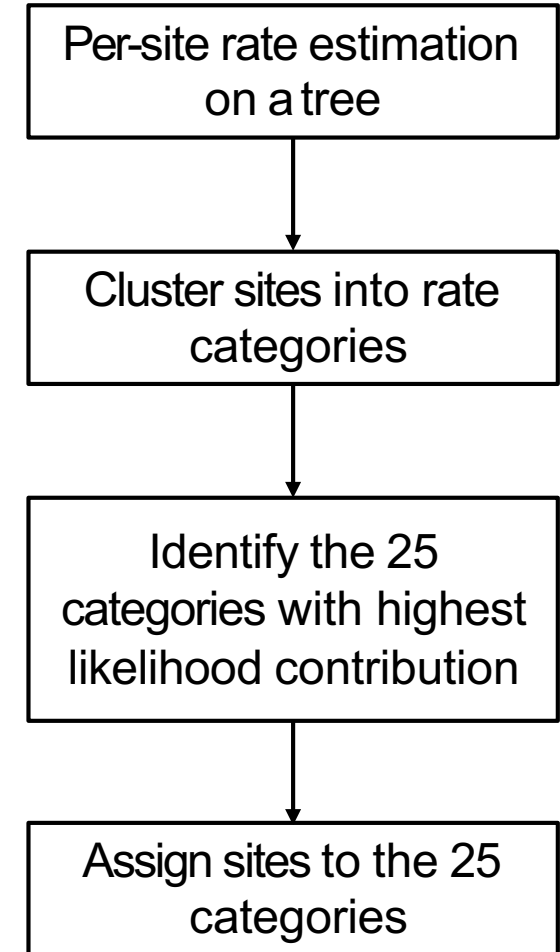 Per-site rate estimation
on a tree
Cluster sites into rate
categories
Identify the 25
categories with highest
likelihood contribution
Assign sites to the 25
categories